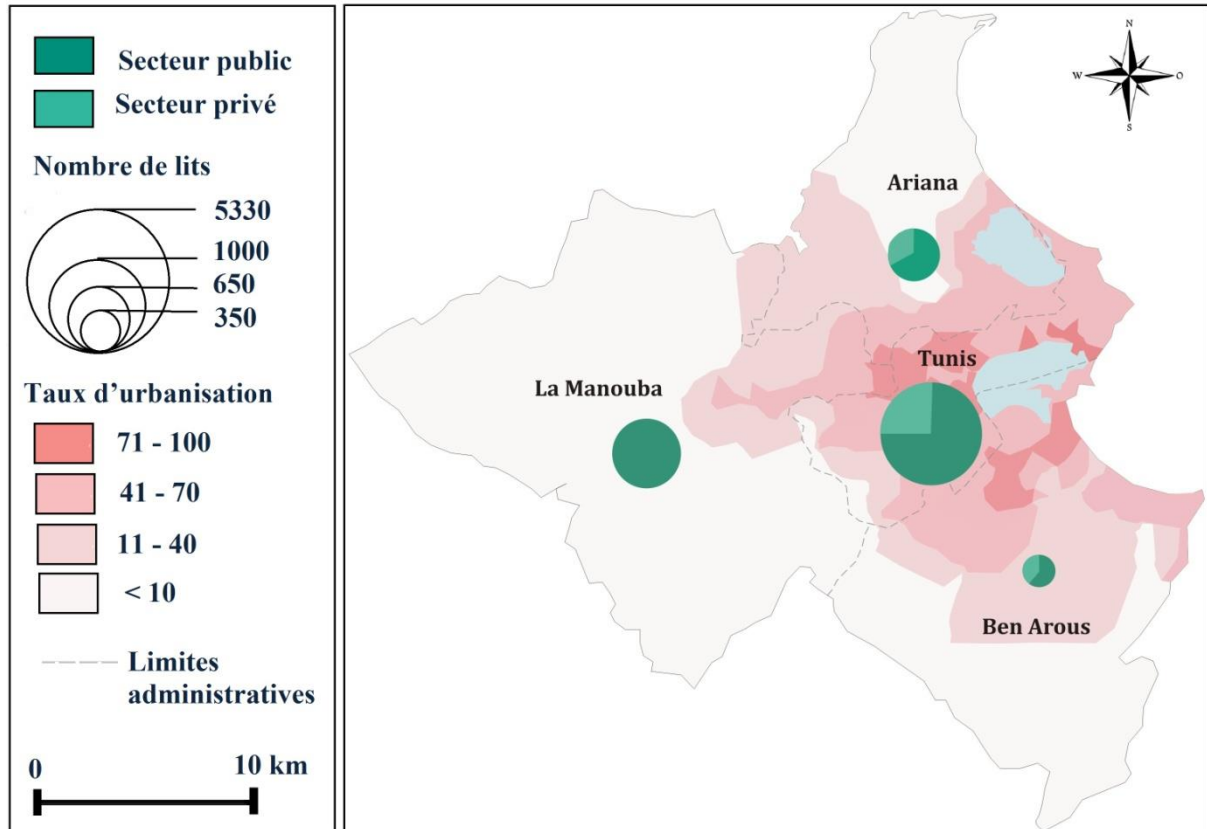 Secteur public
Secteur privé
Nombre de lits
5330
1000
650
350
Taux d'urbanisation
71 - 100
41 - 70
11 - 40
< 10
Limites
administratives
0 10 km
N
W O
S
Ariana
Tunis
La Manouba
Ben Arous